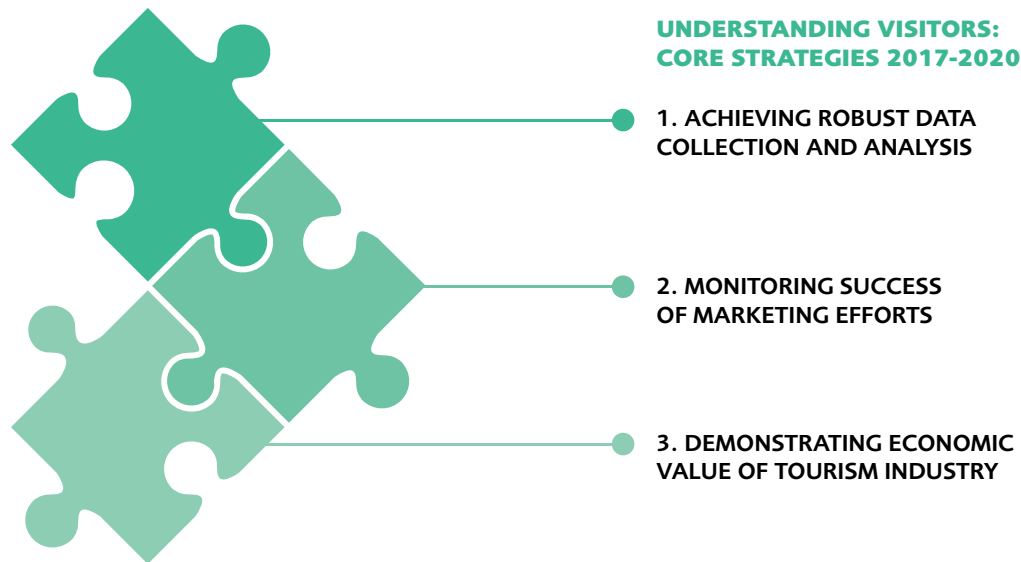 UNDERSTANDING VISITORS:
CORE STRATEGIES 2017-2020
1. ACHIEVING ROBUST DATA
COLLECTION AND ANALYSIS
2. MONITORING SUCCESS
OF MARKETING EFFORTS
3. DEMONSTRATING ECONOMIC
VALUE OF TOURISM INDUSTRY